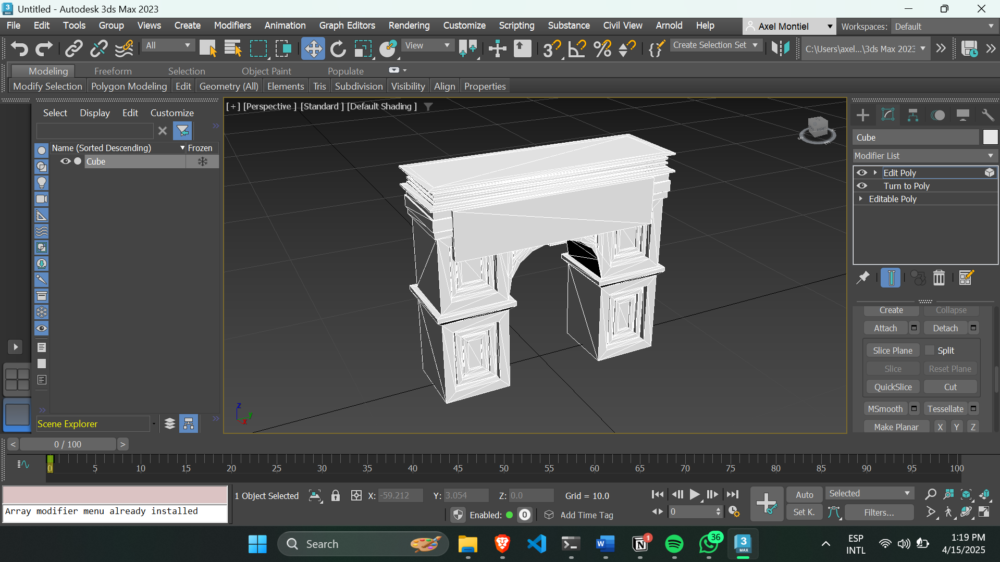 Untitled - Autodesk 3ds Max 2023
File Edit Tools Group Views Create Modifiers Animation Graph Editors Rendering Customize Scripting Substance Civil View Arnold Help
Axel Montiel Workspaces: Default
All View Create Selection Set C:\Users\axel...\3ds Max 2023
Modeling Freeform Selection Object Paint Populate
Modify Selection Polygon Modeling Edit Geometry (All) Elements Tris Subdivision Visibility Align Properties
Select Display Edit Customize
[ + ] [Perspective ] [Standard ] [Default Shading ]
Name (Sorted Descending) Frozen
Cube
RIGHT
Cube
Modifier List
Edit Poly
Turn to Poly
Editable Poly
Create Collapse
Attach Detach
Slice Plane Split
Slice Reset Plane
QuickSlice Cut
MSmooth Tessellate
Make Planar X Y Z
z
y
x
Scene Explorer
< 0 / 100 >
0 5 10 15 20 25 30 35 40 45 50 55 60 65 70 75 80 85 90 95 100
1 Object Selected X: -59.212 Y: 3.054 Z: 0.0 Grid = 10.0
Array modifier menu already installed
Enabled: 0 Add Time Tag
0
Auto Selected
Set K. Filters...
Search
1
36
3
MAX
ESP
INTL
1:19 PM
4/15/2025